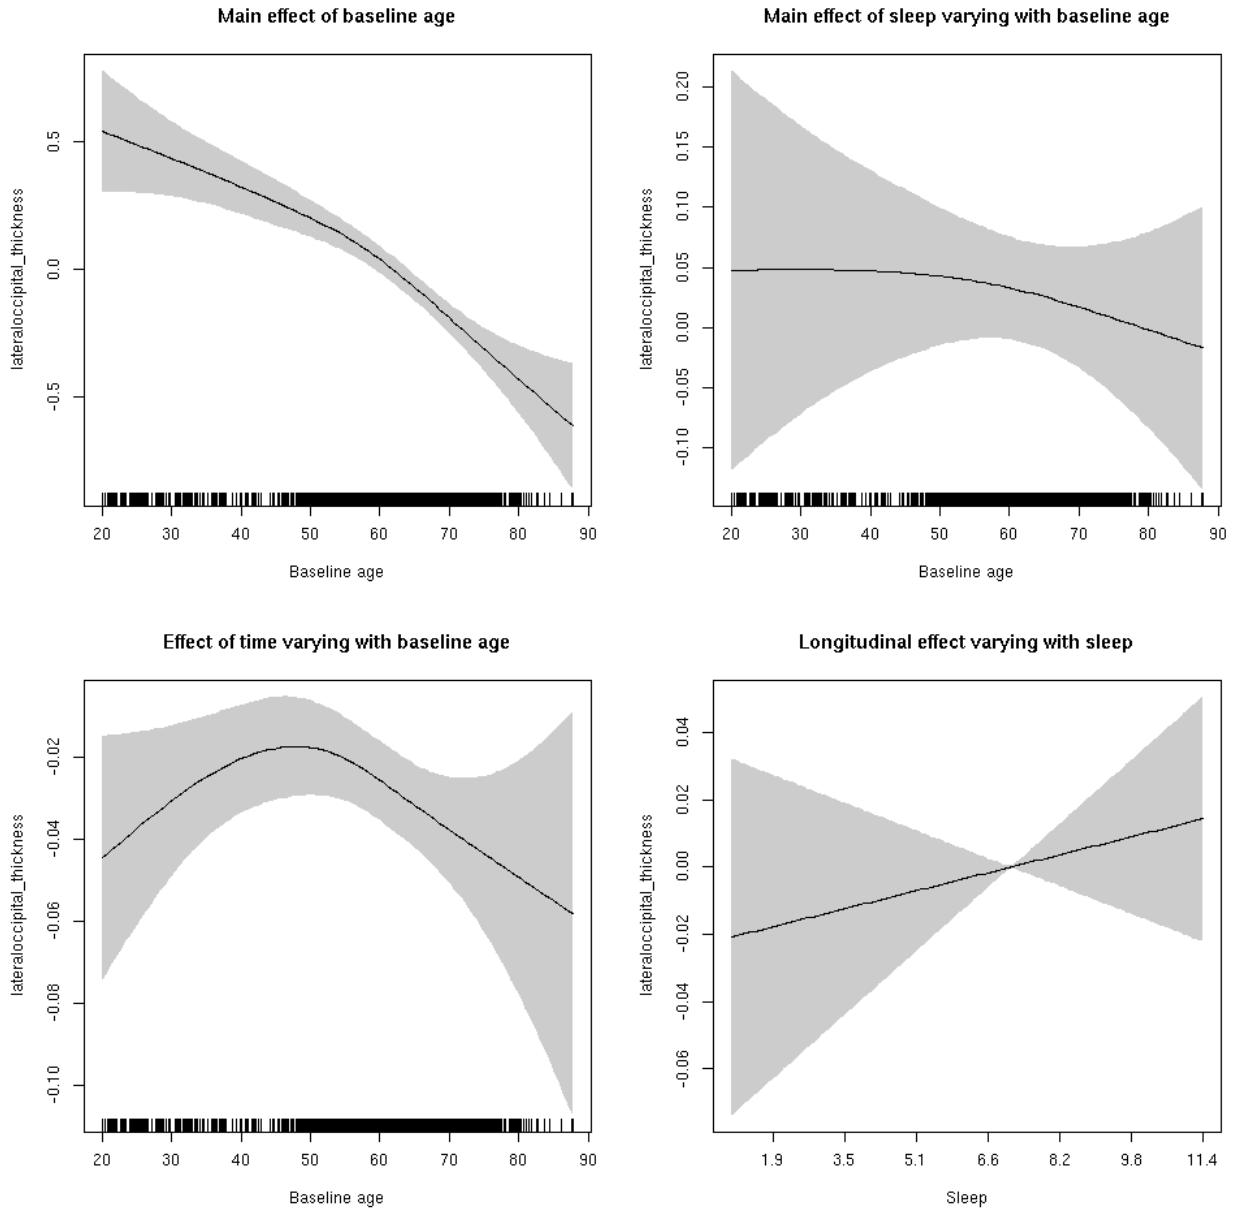 Main effect of baseline age
lateraloccipital_thickness
0.5
0.0
-0.5
20 30 40 50 60 70 80 90
Baseline age
Main effect of sleep varying with baseline age
lateraloccipital_thickness
0.20
0.15
0.10
0.05
0.00
-0.05
-0.10
20 30 40 50 60 70 80 90
Baseline age
Effect of time varying with baseline age
lateraloccipital_thickness
-0.02
-0.04
-0.06
-0.08
-0.10
20 30 40 50 60 70 80 90
Baseline age
Longitudinal effect varying with sleep
lateraloccipital_thickness
0.04
0.02
0.00
-0.02
-0.04
-0.06
1.9 3.5 5.1 6.6 8.2 9.8 11.4
Sleep